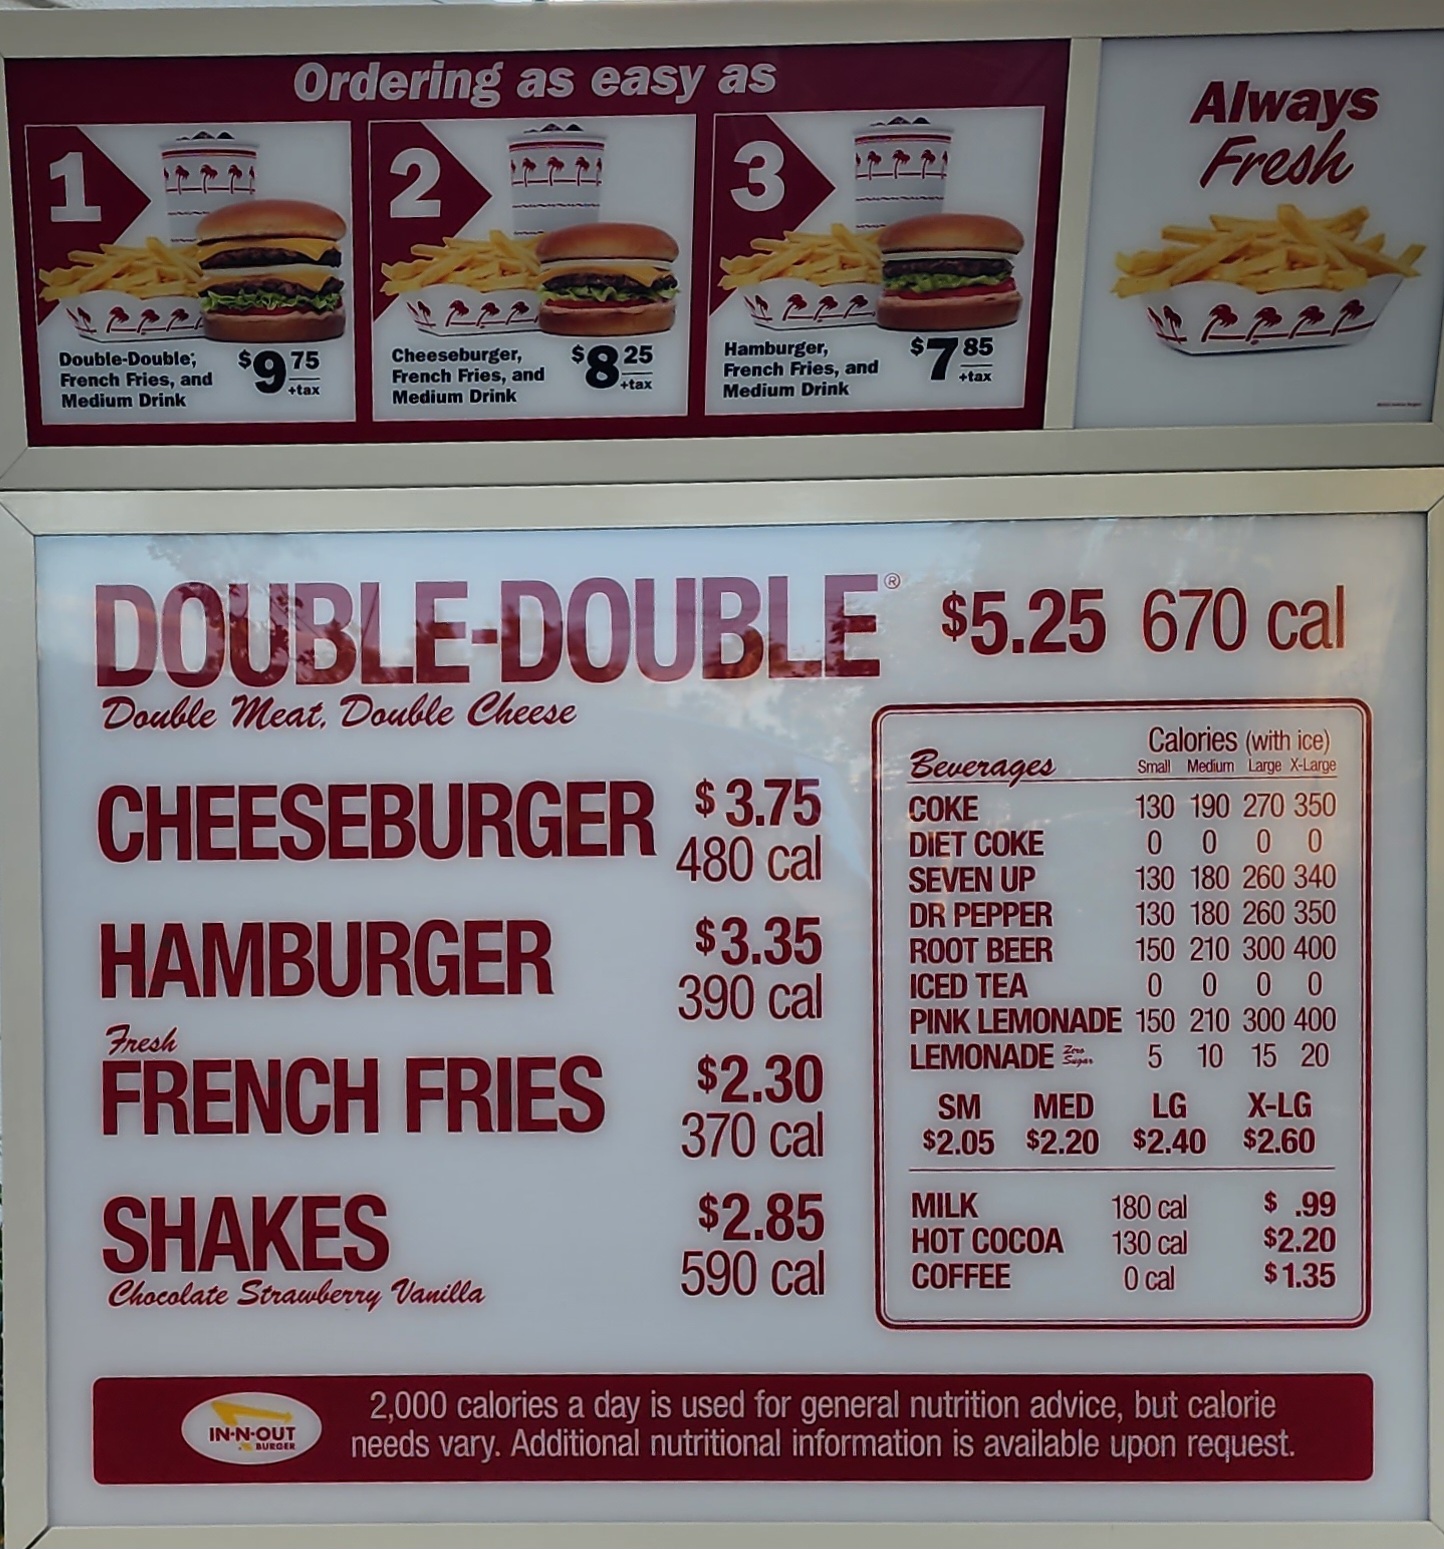 Ordering as easy as
1
Double-Double®,
French Fries, and
Medium Drink
$9 75
+tax
2
Cheeseburger,
French Fries, and
Medium Drink
$8 25
+tax
3
Hamburger,
French Fries, and
Medium Drink
$7 85
+tax
Always
Fresh
DOUBLE-DOUBLE® $5.25 670 cal
Double Meat, Double Cheese
CHEESEBURGER $3.75
480 cal
HAMBURGER $3.35
390 cal
Fresh
FRENCH FRIES $2.30
370 cal
SHAKES $2.85
590 cal
Chocolate Strawberry Vanilla
Calories (with ice)
Beverages Small Medium Large X-Large
COKE 130 190 270 350
DIET COKE 0 0 0 0
SEVEN UP 130 180 260 340
DR PEPPER 130 180 260 350
ROOT BEER 150 210 300 400
ICED TEA 0 0 0 0
PINK LEMONADE 150 210 300 400
LEMONADE Zero Sugar 5 10 15 20
SM MED LG X-LG
$2.05 $2.20 $2.40 $2.60
MILK 180 cal $ .99
HOT COCOA 130 cal $2.20
COFFEE 0 cal $1.35
IN-N-OUT
BURGER
2,000 calories a day is used for general nutrition advice, but calorie
needs vary. Additional nutritional information is available upon request.